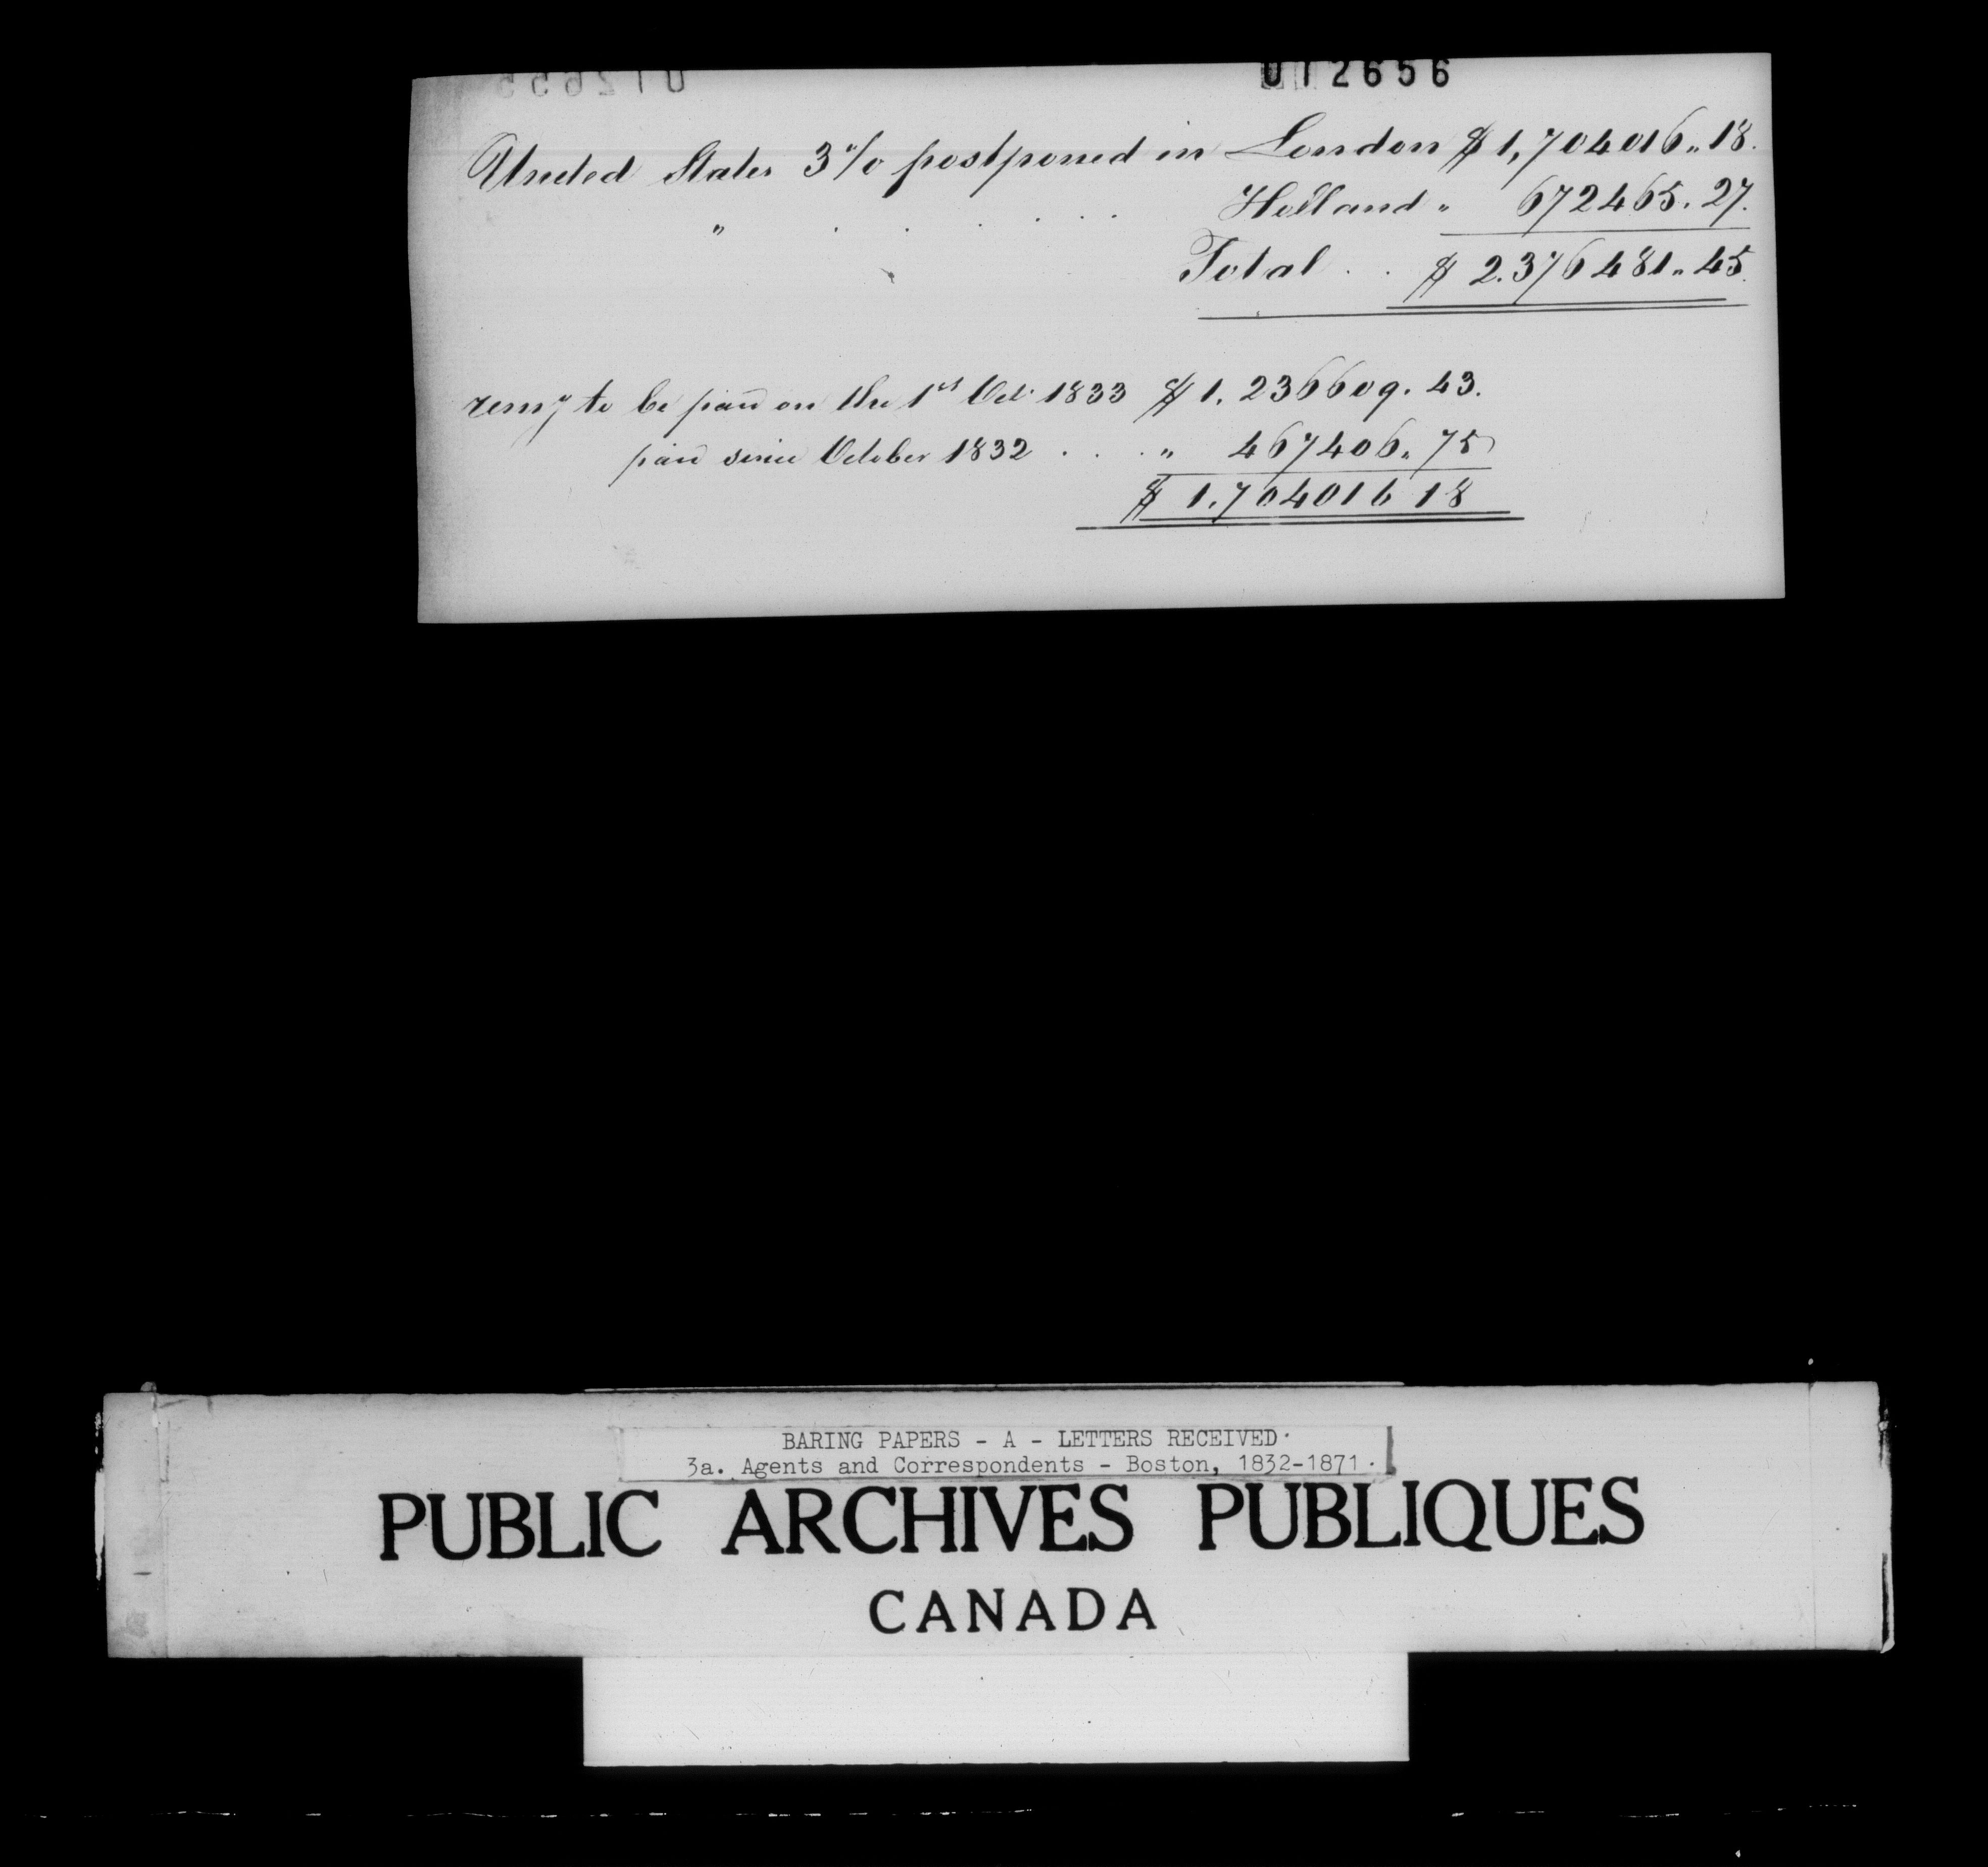 012656
United States 3% postponed in London $ 1,704016,, 18.
" . . . . . . Holland " 672465. 27.
Total . . $ 2.376481,, 45.
remg to be paid on the 1st Oct. 1833 $ 1. 236609. 43.
paid since October 1832 . . . " 467406,, 75
$ 1.704016 18
BARING PAPERS - A - LETTERS RECEIVED.
3a. Agents and Correspondents - Boston, 1832-1871.
PUBLIC ARCHIVES PUBLIQUES
CANADA